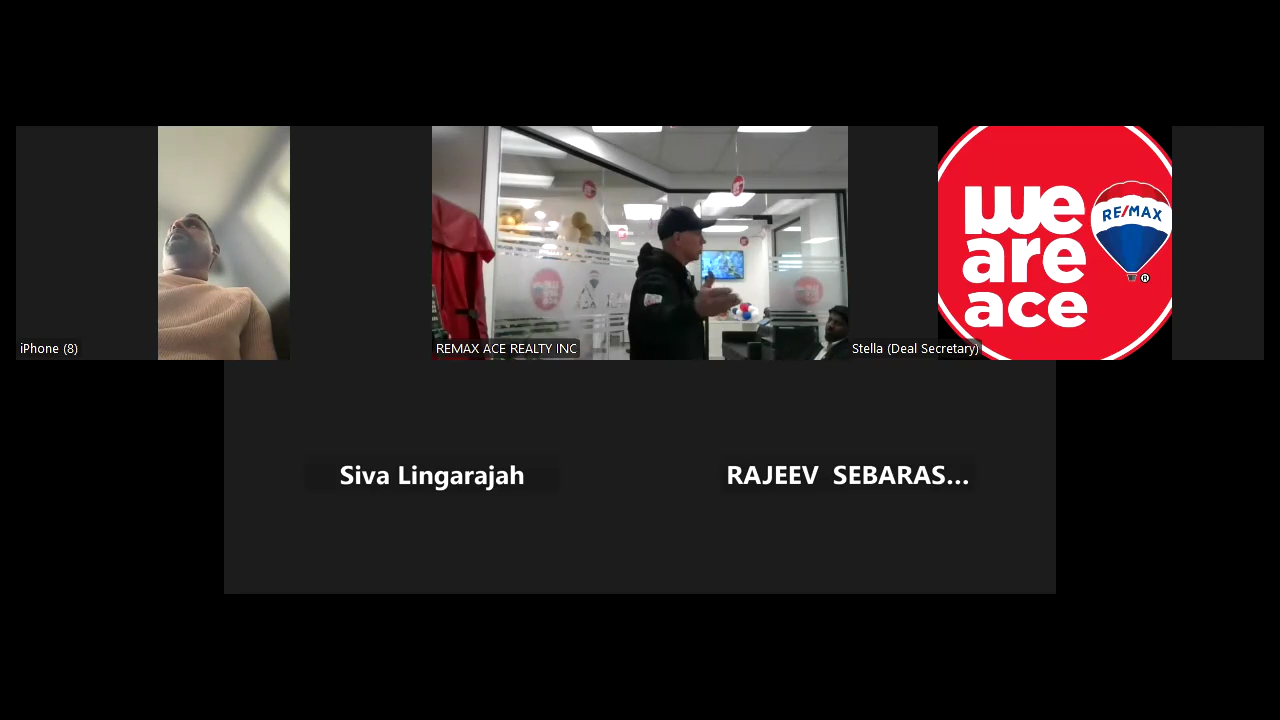 we
are
ace
RE/MAX
®
iPhone (8)
REMAX ACE REALTY INC
Stella (Deal Secretary)
Siva Lingarajah
RAJEEV SEBARAS...